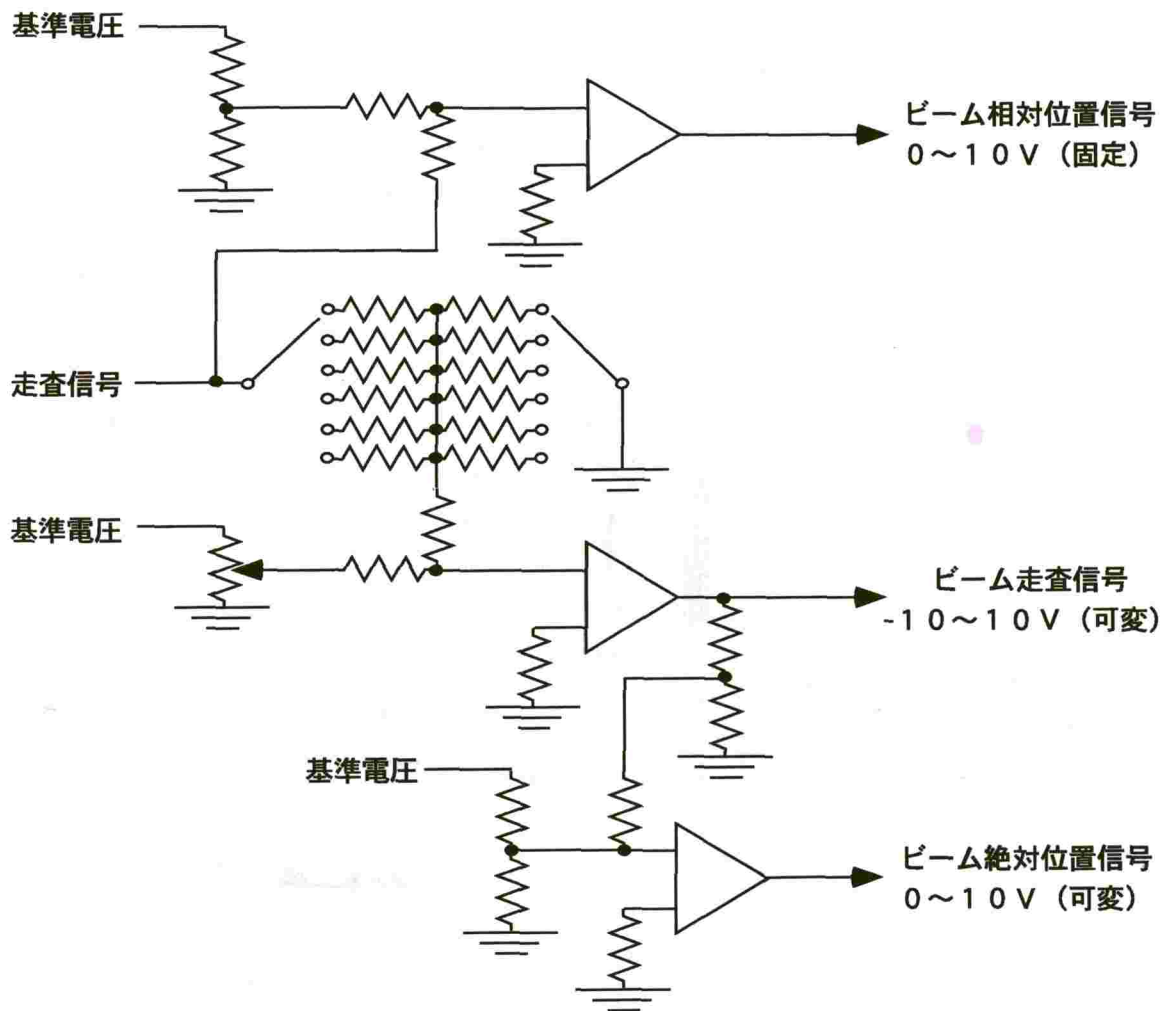 基準電圧
ビーム相対位置信号
０～１０Ｖ（固定）
走査信号
基準電圧
ビーム走査信号
-１０～１０Ｖ（可変）
基準電圧
ビーム絶対位置信号
０～１０Ｖ（可変）